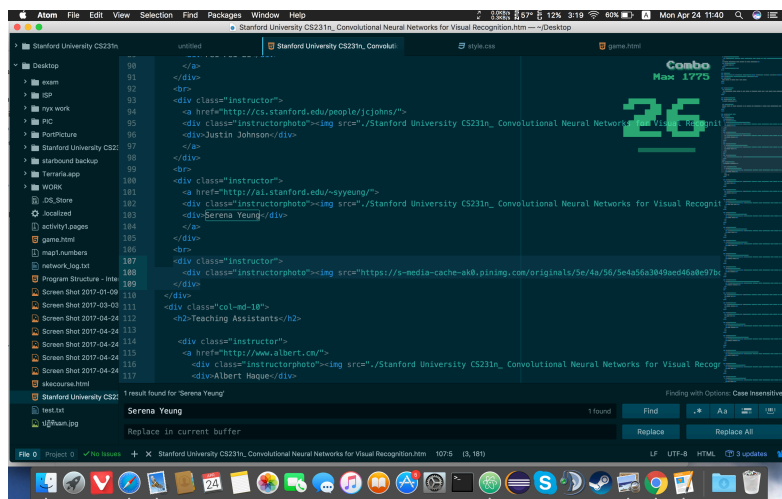 Atom File Edit View Selection Find Packages Window Help
0.0KB/s
0.3KB/s 57° 12% 3:19 60% A Mon Apr 24 11:40
Stanford University CS231n_ Convolutional Neural Networks for Visual Recognition.htm — ~/Desktop
Stanford University CS231n untitled Stanford University CS231n_ Convoluti style.css game.html
Desktop
exam
ISP
nyx work
PIC
PortPicture
Stanford University CS23
starbound backup
Terraria.app
WORK
.DS_Store
.localized
activity1.pages
game.html
map1.numbers
network_log.txt
Program Structure - Inte
Screen Shot 2017-01-09
Screen Shot 2017-03-03
Screen Shot 2017-04-24
Screen Shot 2017-04-24
Screen Shot 2017-04-24
Screen Shot 2017-04-24
skecourse.html
Stanford University CS23
test.txt
Combo
Max 1775
26
90 </a>
91 </div>
92 <br>
93 <div class="instructor">
94 <a href="http://cs.stanford.edu/people/jcjohns/">
95 <div class="instructorphoto"><img src="./Stanford University CS231n_ Convolutional Neural Networks for Visual Recognit
96 <div>Justin Johnson</div>
97 </a>
98 </div>
99 <br>
100 <div class="instructor">
101 <a href="http://ai.stanford.edu/~syyeung/">
102 <div class="instructorphoto"><img src="./Stanford University CS231n_ Convolutional Neural Networks for Visual Recognit
103 <div>Serena Yeung</div>
104 </a>
105 </div>
106 <br>
107 <div class="instructor">
108 <div class="instructorphoto"><img src="https://s-media-cache-ak0.pinimg.com/originals/5e/4a/56/5e4a56a3049aed46a0e97bc
109 </div>
110 </div>
111 <div class="col-md-10">
112 <h2>Teaching Assistants</h2>
113
114 <div class="instructor">
115 <a href="http://www.albert.cm/">
116 <div class="instructorphoto"><img src="./Stanford University CS231n_ Convolutional Neural Networks for Visual Recogr
117 <div>Albert Haque</div>
1 result found for 'Serena Yeung' Finding with Options: Case Insensitive
Serena Yeung 1 found Find .* Aa
Replace in current buffer Replace Replace All
File 0 Project 0 No Issues + × Stanford University CS231n_ Convolutional Neural Networks for Visual Recognition.htm 107:5 (3, 181) LF UTF-8 HTML 3 updates
APR
24